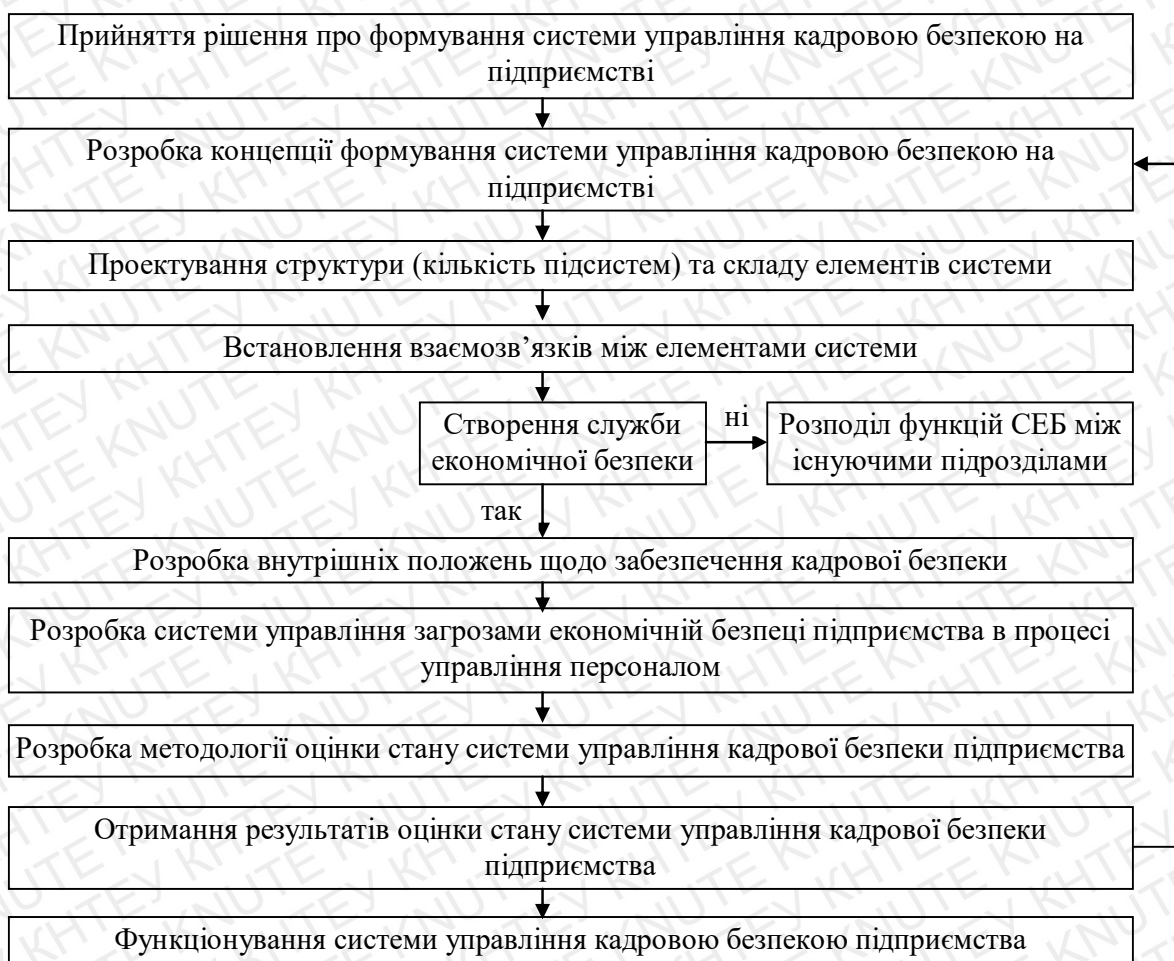 Прийняття рішення про формування системи управління кадровою безпекою на
підприємстві
Розробка концепції формування системи управління кадровою безпекою на
підприємстві
Проектування структури (кількість підсистем) та складу елементів системи
Встановлення взаємозв’язків між елементами системи
Створення служби
економічної безпеки
ні
Розподіл функцій СЕБ між
існуючими підрозділами
так
Розробка внутрішніх положень щодо забезпечення кадрової безпеки
Розробка системи управління загрозами економічній безпеці підприємства в процесі
управління персоналом
Розробка методології оцінки стану системи управління кадрової безпеки підприємства
Отримання результатів оцінки стану системи управління кадрової безпеки
підприємства
Функціонування системи управління кадровою безпекою підприємства